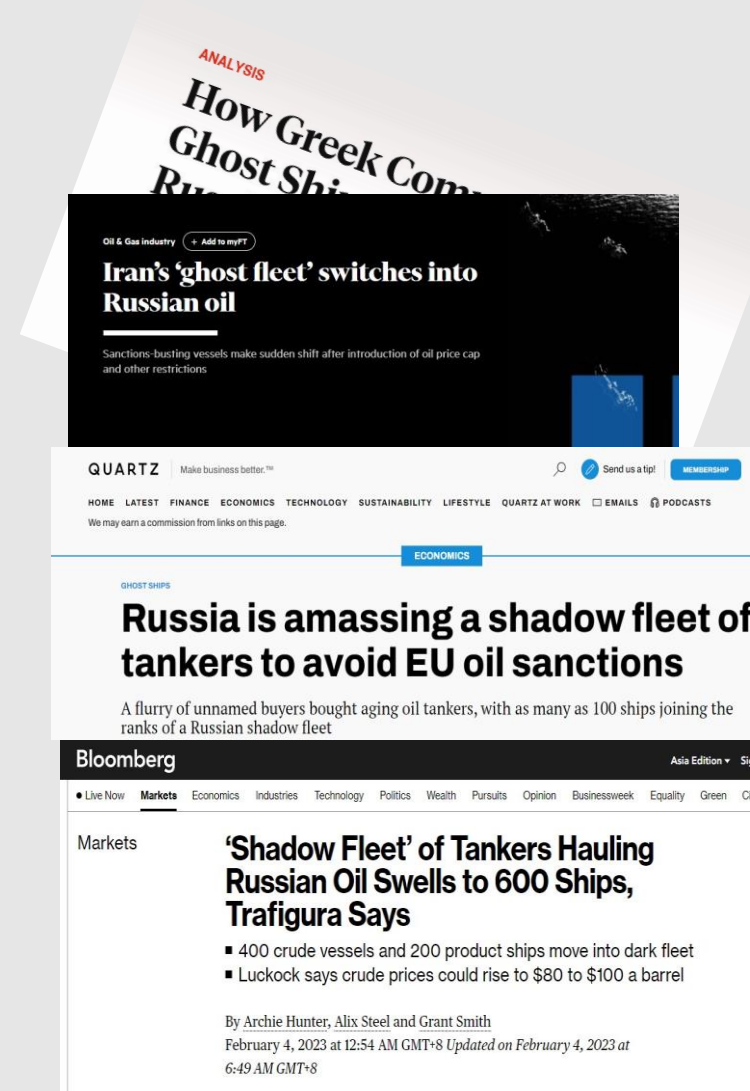 ANALYSIS
How Greek
Ghost
Iran's 'ghost fleet' switches into
Russian oil
Oil & Gas industry + Add to myFT
Sanctions-busting vessels make sudden shift after introduction of oil price cap
and other restrictions
QUARTZ Make business better.™ Send us a tip! MEMBERSHIP
HOME LATEST FINANCE ECONOMICS TECHNOLOGY SUSTAINABILITY LIFESTYLE QUARTZ AT WORK EMAILS PODCASTS
We may earn a commission from links on this page.
ECONOMICS
GHOST SHIPS
Russia is amassing a shadow fleet of
tankers to avoid EU oil sanctions
A flurry of unnamed buyers bought aging oil tankers, with as many as 100 ships joining the
ranks of a Russian shadow fleet
Bloomberg Asia Edition
• Live Now Markets Economics Industries Technology Politics Wealth Pursuits Opinion Businessweek Equality Green
Markets
'Shadow Fleet' of Tankers Hauling
Russian Oil Swells to 600 Ships,
Trafigura Says
■ 400 crude vessels and 200 product ships move into dark fleet
■ Luckock says crude prices could rise to $80 to $100 a barrel
By Archie Hunter, Alix Steel and Grant Smith
February 4, 2023 at 12:54 AM GMT+8 Updated on February 4, 2023 at
6:49 AM GMT+8